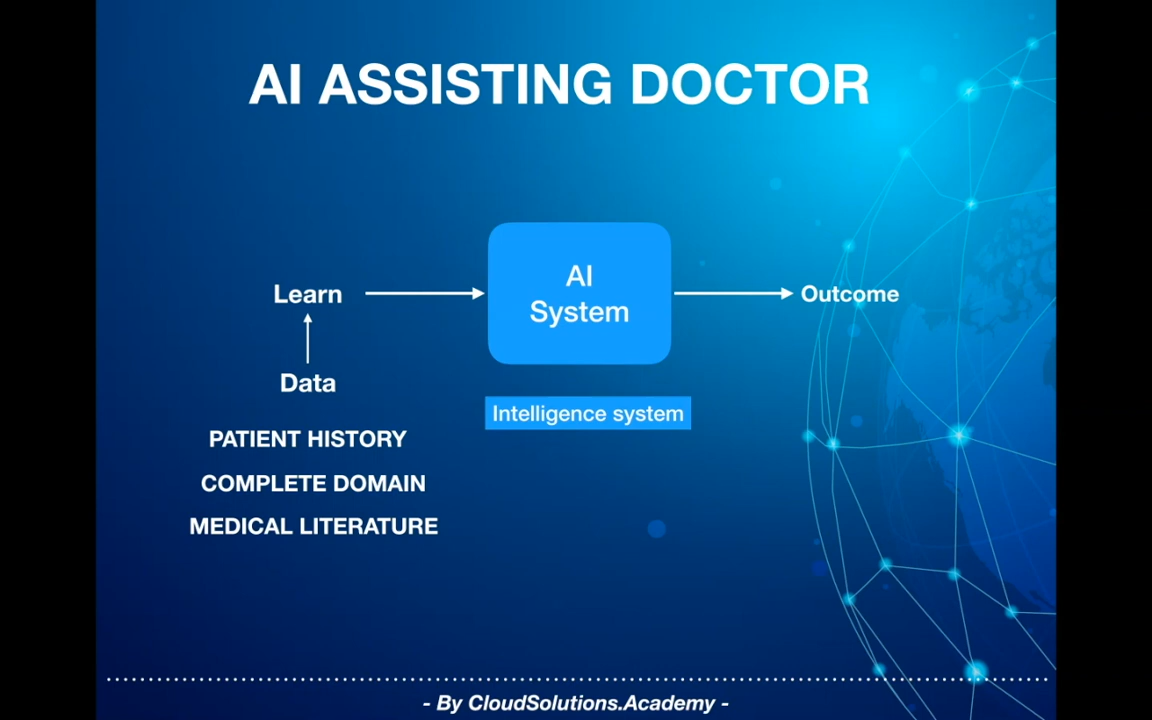 AI ASSISTING DOCTOR
Learn
AI
System
Outcome
Data
Intelligence system
PATIENT HISTORY
COMPLETE DOMAIN
MEDICAL LITERATURE
- By CloudSolutions.Academy -